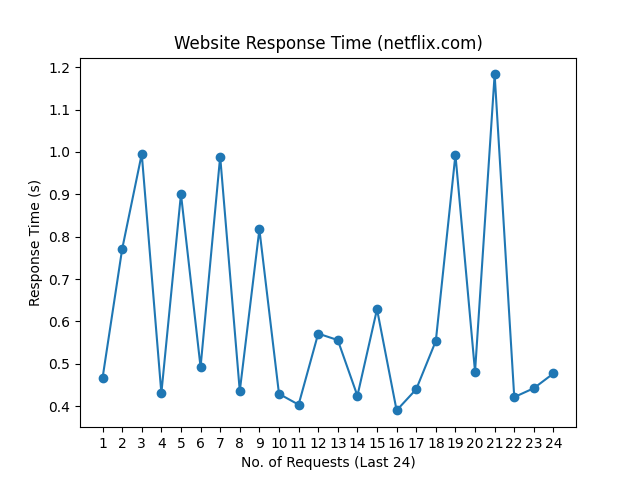 Website Response Time (netflix.com)
1.2
1.1
1.0
0.9
0.8
0.7
0.6
0.5
0.4
Response Time (s)
1 2 3 4 5 6 7 8 9 10 11 12 13 14 15 16 17 18 19 20 21 22 23 24
No. of Requests (Last 24)